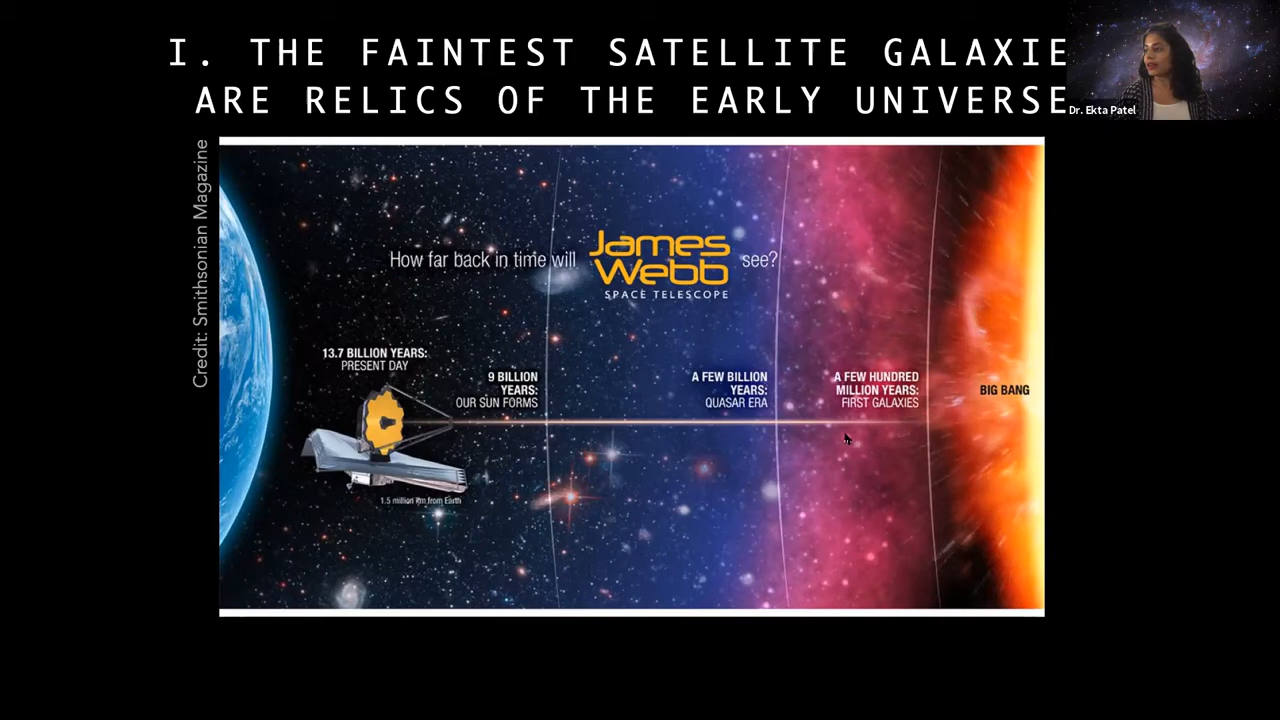 I. THE FAINTEST SATELLITE GALAXIE
ARE RELICS OF THE EARLY UNIVERSE
Dr. Ekta Patel
Credit: Smithsonian Magazine
How far back in time will James Webb SPACE TELESCOPE see?
13.7 BILLION YEARS:
PRESENT DAY
1.5 million km from Earth
9 BILLION
YEARS:
OUR SUN FORMS
A FEW BILLION
YEARS:
QUASAR ERA
A FEW HUNDRED
MILLION YEARS:
FIRST GALAXIES
BIG BANG